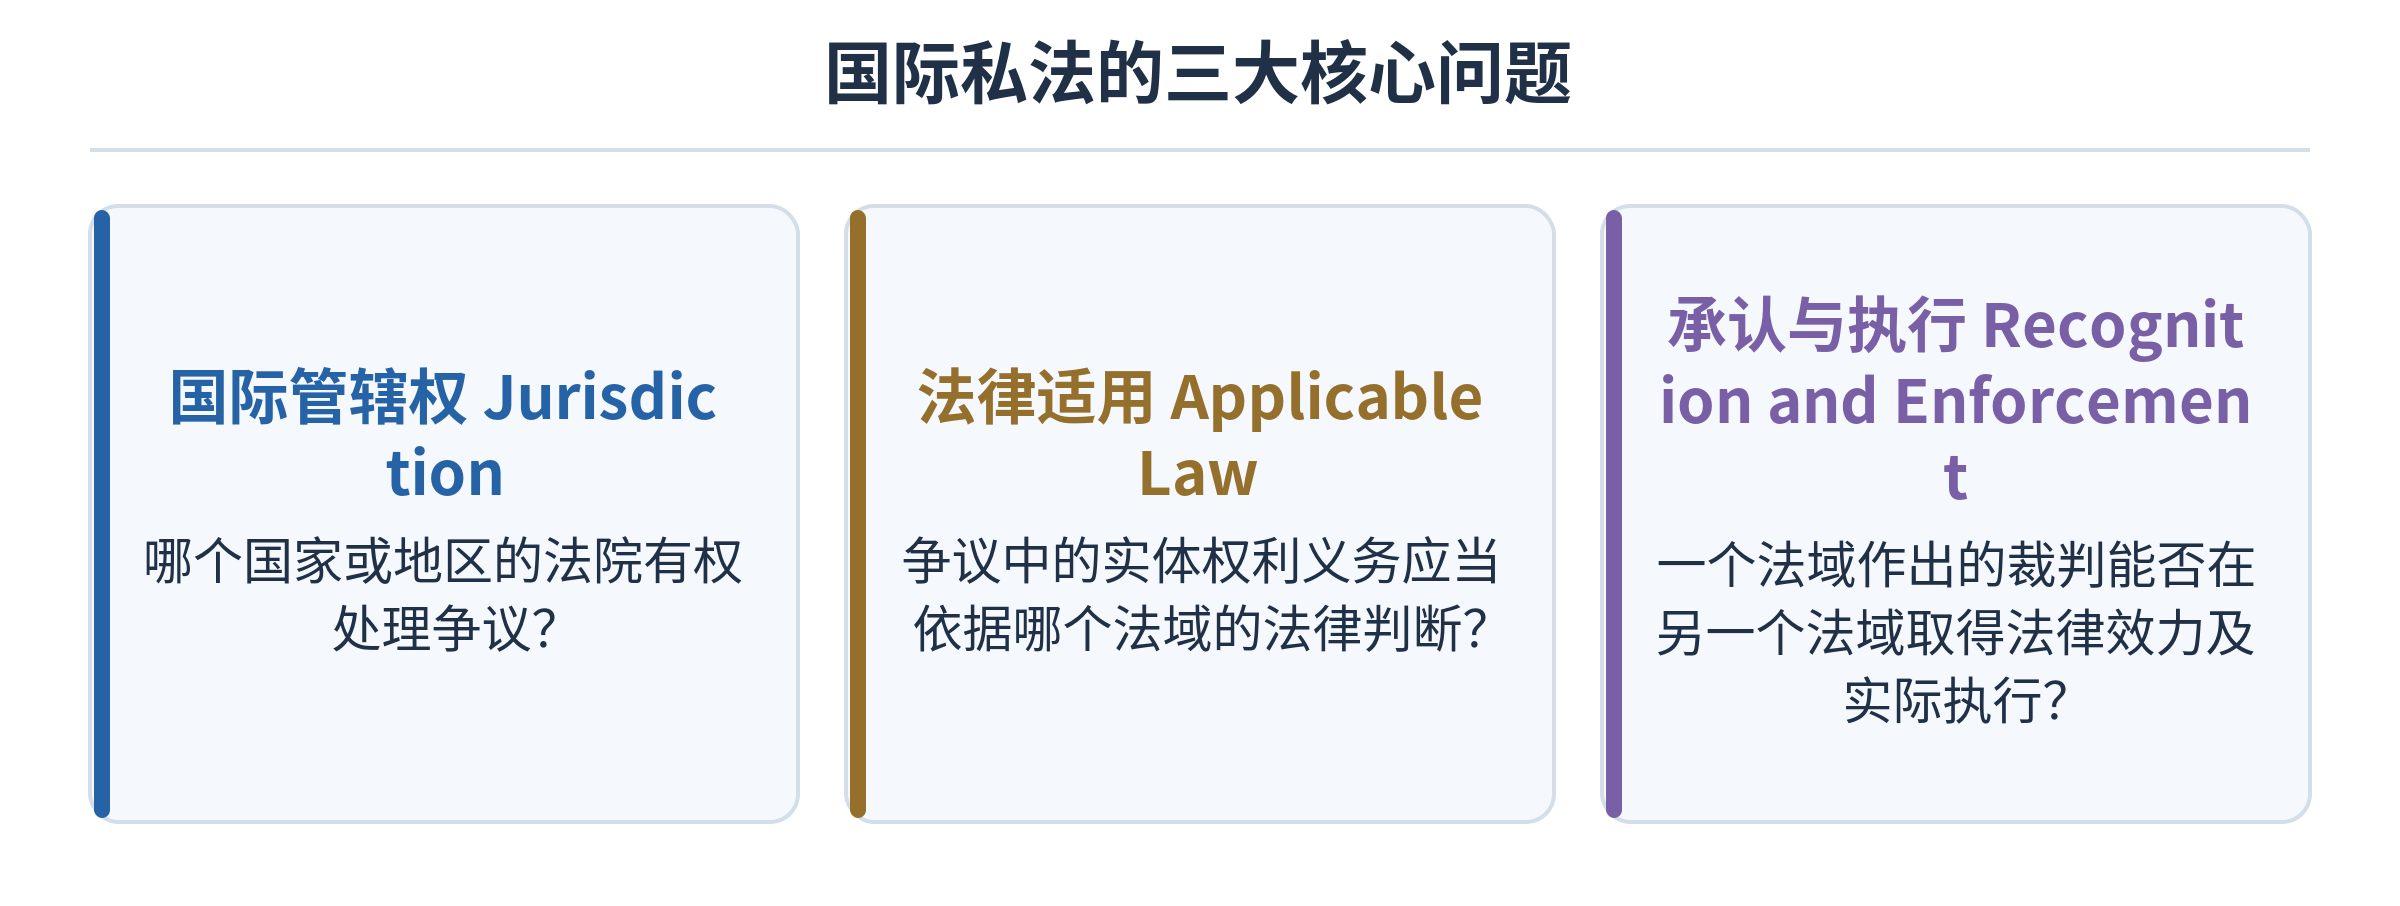 国际私法的三大核心问题
国际管辖权 Jurisdic
tion
哪个国家或地区的法院有权
处理争议？
法律适用 Applicable
Law
争议中的实体权利义务应当
依据哪个法域的法律判断？
承认与执行 Recognit
ion and Enforcemen
t
一个法域作出的裁判能否在
另一个法域取得法律效力及
实际执行？